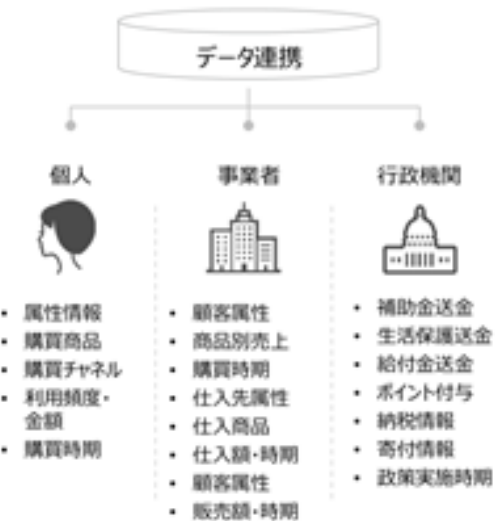 データ連携
個人
• 属性情報
• 購買商品
• 購買チャネル
• 利用頻度・
金額
• 購買時期
事業者
• 顧客属性
• 商品別売上
• 購買時期
• 仕入先属性
• 仕入商品
• 仕入額・時期
• 顧客属性
• 販売額・時期
行政機関
• 補助金送金
• 生活保護送金
• 給付金送金
• ポイント付与
• 納税情報
• 寄付情報
• 政策実施時期